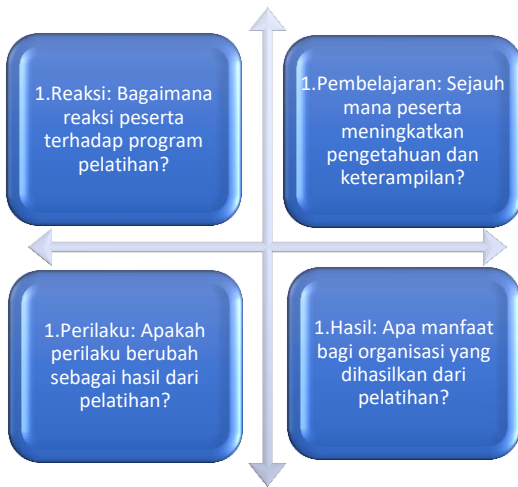 1.Reaksi: Bagaimana
reaksi peserta
terhadap program
pelatihan?
1.Pembelajaran: Sejauh
mana peserta
meningkatkan
pengetahuan dan
keterampilan?
1.Perilaku: Apakah
perilaku berubah
sebagai hasil dari
pelatihan?
1.Hasil: Apa manfaat
bagi organisasi yang
dihasilkan dari
pelatihan?